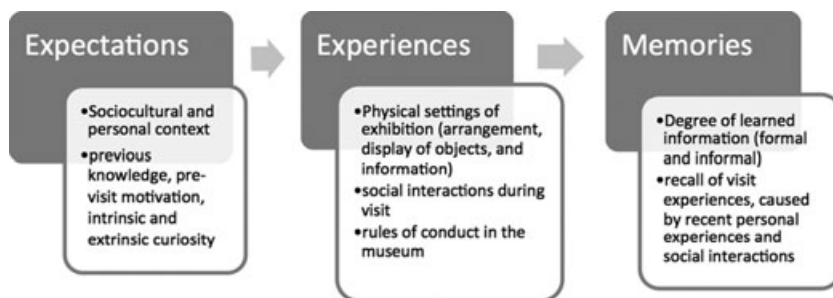 Expectations
•Sociocultural and
personal context
•previous
knowledge, pre-
visit motivation,
intrinsic and
extrinsic curiosity
Experiences
•Physical settings of
exhibition (arrangement,
display of objects, and
information)
•social interactions during
visit
•rules of conduct in the
museum
Memories
•Degree of learned
information (formal
and informal)
•recall of visit
experiences, caused
by recent personal
experiences and
social interactions